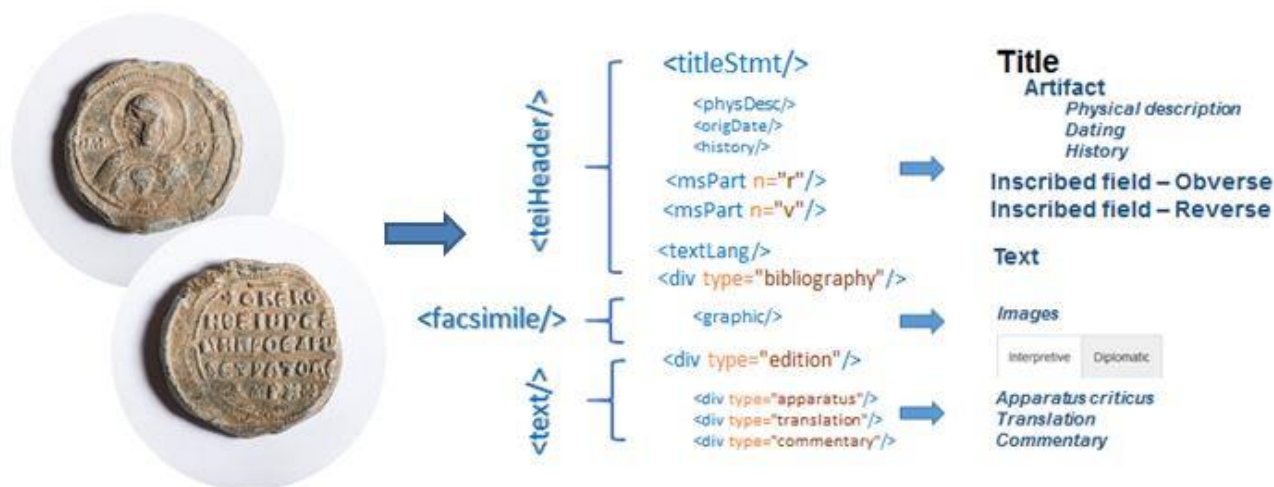 <teiHeader/>
<titleStmt/>
<physDesc/>
<origDate/>
<history/>
<msPart n="r"/>
<msPart n="v"/>
<textLang/>
<div type="bibliography"/>
<facsimile/>
<graphic/>
<text/>
<div type="edition"/>
<div type="apparatus"/>
<div type="translation"/>
<div type="commentary"/>
Title
Artifact
Physical description
Dating
History
Inscribed field – Obverse
Inscribed field – Reverse
Text
Images
Interpretive Diplomatic
Apparatus criticus
Translation
Commentary